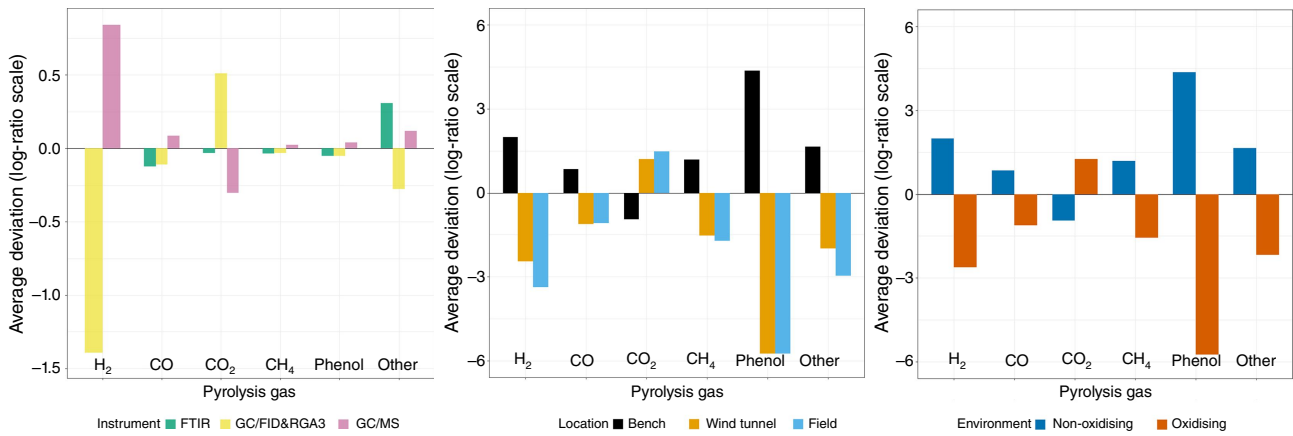 Average deviation (log-ratio scale)
0.5
0.0
−0.5
−1.0
−1.5
H₂ CO CO₂ CH₄ Phenol Other
Pyrolysis gas
Instrument FTIR GC/FID&RGA3 GC/MS
Average deviation (log-ratio scale)
6
3
0
−3
−6
H₂ CO CO₂ CH₄ Phenol Other
Pyrolysis gas
Location Bench Wind tunnel Field
Average deviation (log-ratio scale)
6
3
0
−3
−6
H₂ CO CO₂ CH₄ Phenol Other
Pyrolysis gas
Environment Non-oxidising Oxidising